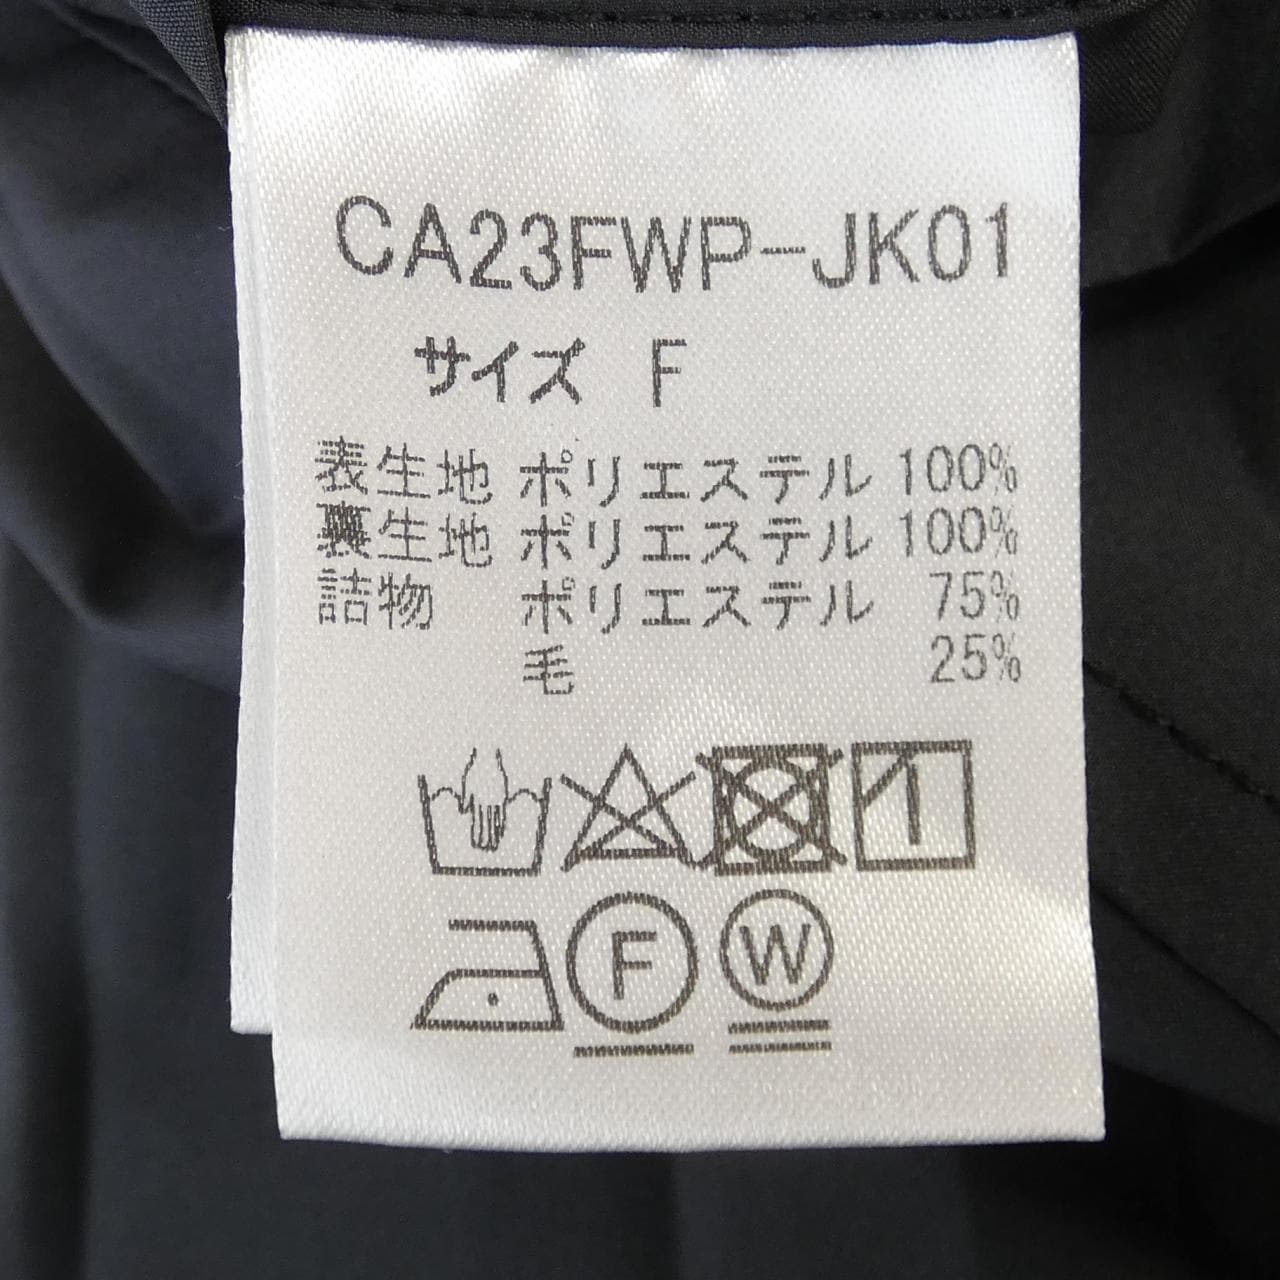 CA23FWP-JK01
サイズ F
表生地 ポリエステル 100%
裏生地 ポリエステル 100%
詰物 ポリエステル 75%
毛 25%
F W